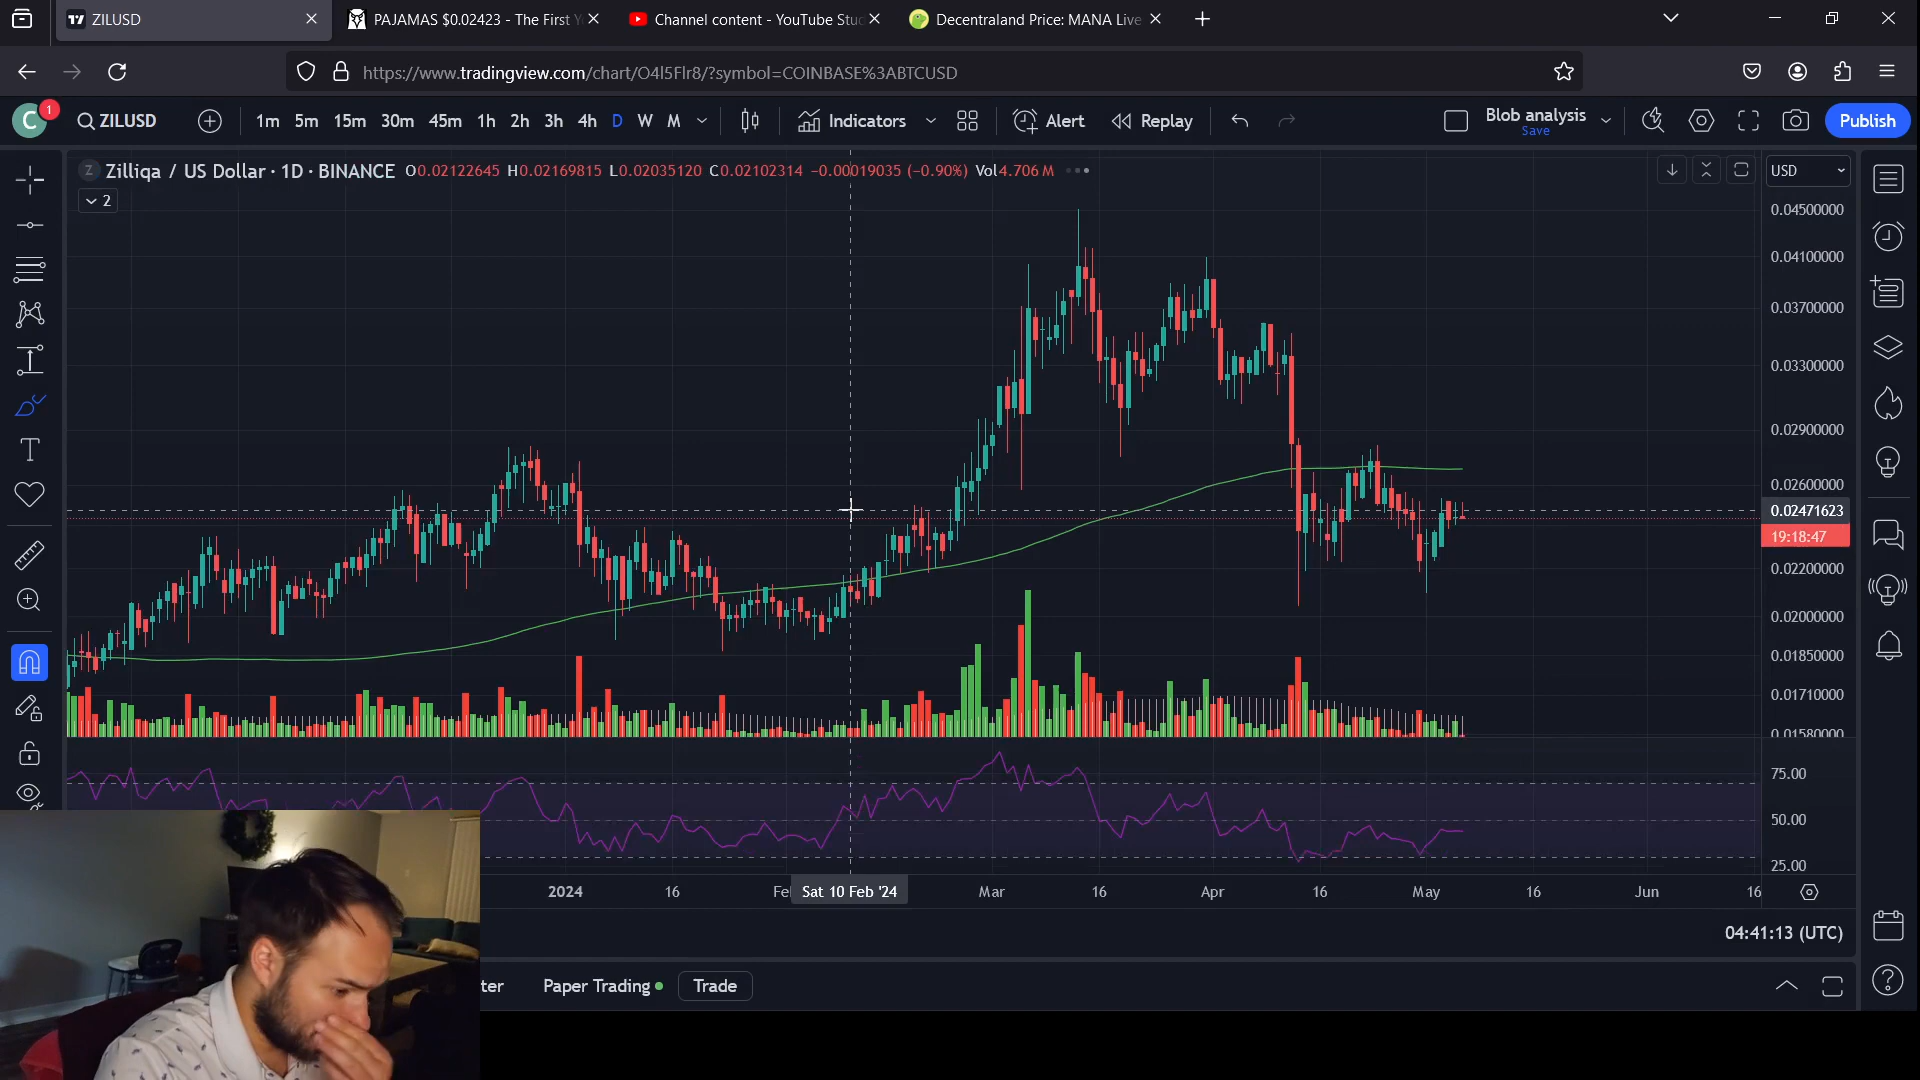 ZILUSD
PAJAMAS $0.02423 - The First Y
Channel content - YouTube Stu
Decentraland Price: MANA Live
https://www.tradingview.com/chart/O4l5Flr8/?symbol=COINBASE%3ABTCUSD
C 1 ZILUSD 1m 5m 15m 30m 45m 1h 2h 3h 4h D W M Indicators Alert Replay Blob analysis Save Publish
Z Zilliqa / US Dollar · 1D · BINANCE O0.02122645 H0.02169815 L0.02035120 C0.02102314 -0.00019035 (-0.90%) Vol4.706 M USD
2
0.04500000
0.04100000
0.03700000
0.03300000
0.02900000
0.02600000
0.02471623
19:18:47
0.02200000
0.02000000
0.01850000
0.01710000
0.01580000
75.00
50.00
25.00
2024 16 Fe Sat 10 Feb '24 Mar 16 Apr 16 May 16 Jun 16
04:41:13 (UTC)
ter Paper Trading Trade